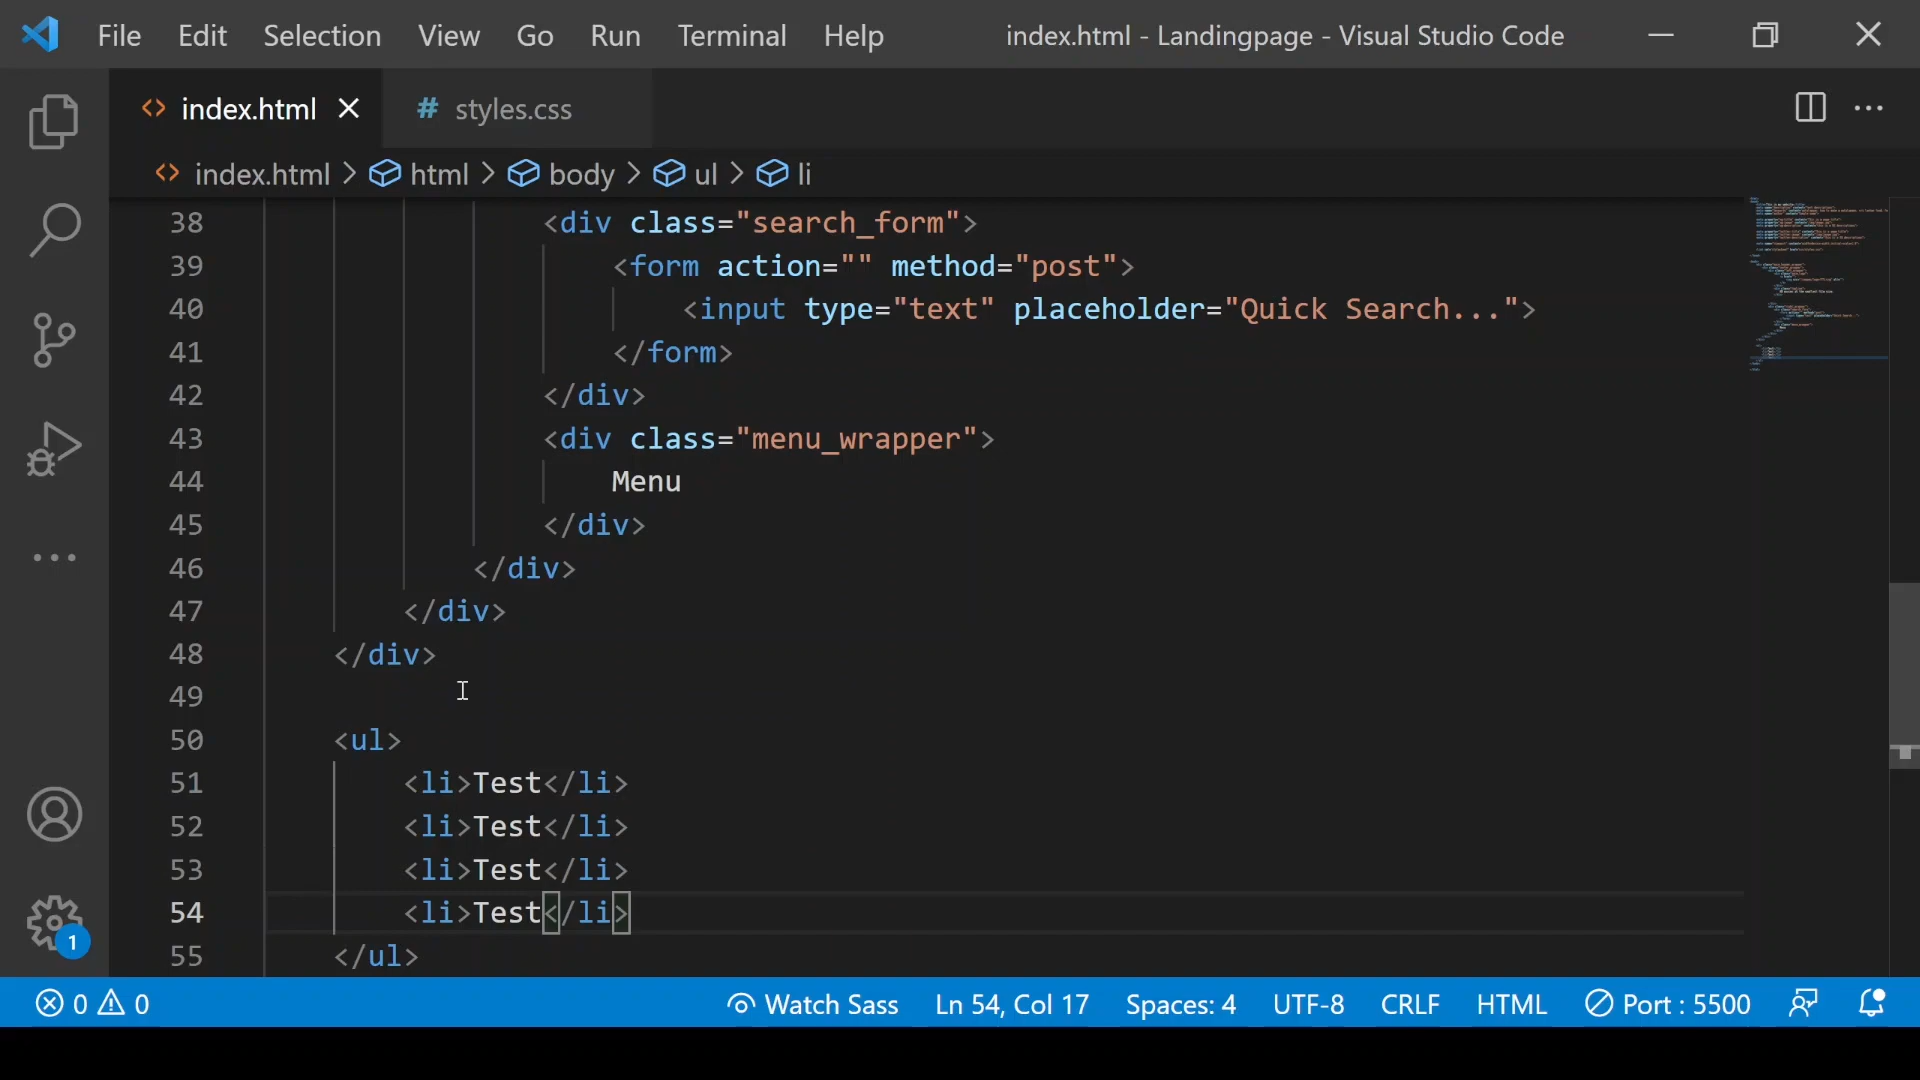 File Edit Selection View Go Run Terminal Help index.html - Landingpage - Visual Studio Code
index.html styles.css
index.html > html > body > ul > li
38 <div class="search_form">
39 <form action="" method="post">
40 <input type="text" placeholder="Quick Search...">
41 </form>
42 </div>
43 <div class="menu_wrapper">
44 Menu
45 </div>
46 </div>
47 </div>
48 </div>
49
50 <ul>
51 <li>Test</li>
52 <li>Test</li>
53 <li>Test</li>
54 <li>Test</li>
55 </ul>
1
0 0 Watch Sass Ln 54, Col 17 Spaces: 4 UTF-8 CRLF HTML Port : 5500